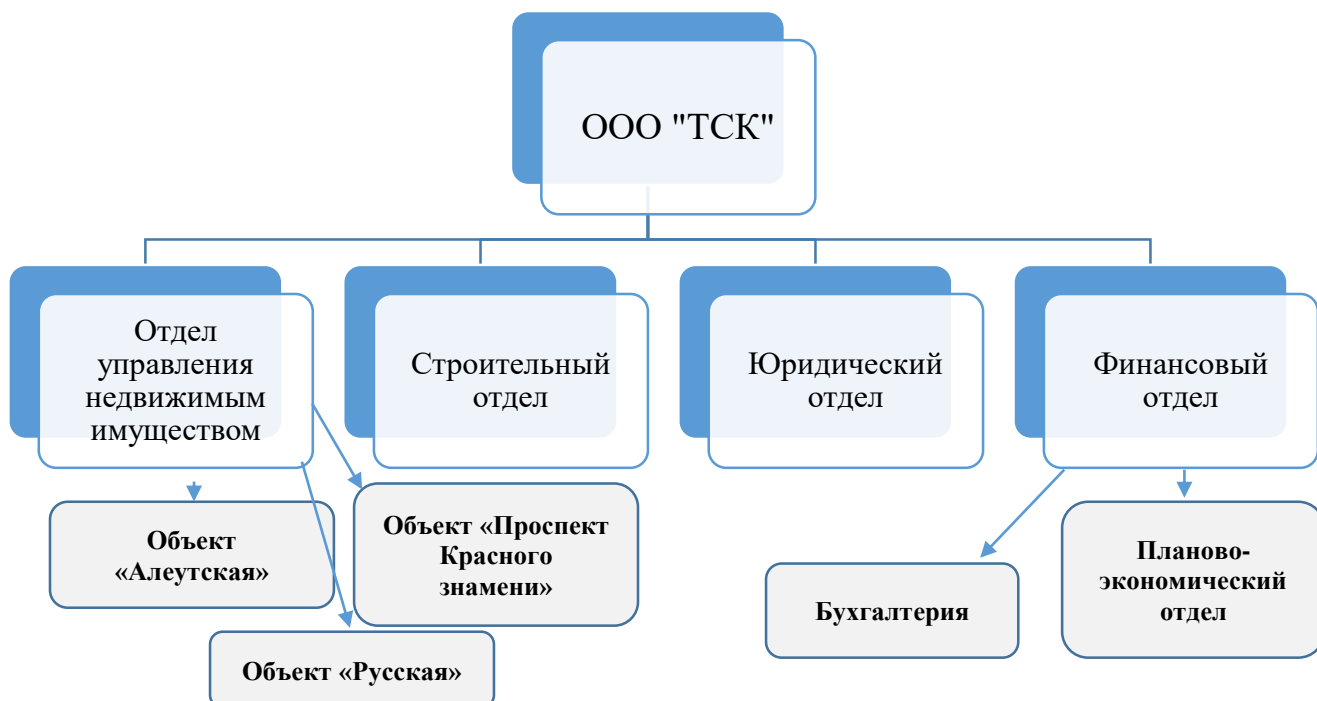 ООО "ТСК"
Отдел
управления
недвижимым
имуществом
Строительный
отдел
Юридический
отдел
Финансовый
отдел
Объект
«Алеутская»
Объект «Проспект
Красного
знамени»
Объект «Русская»
Бухгалтерия
Планово-
экономический
отдел